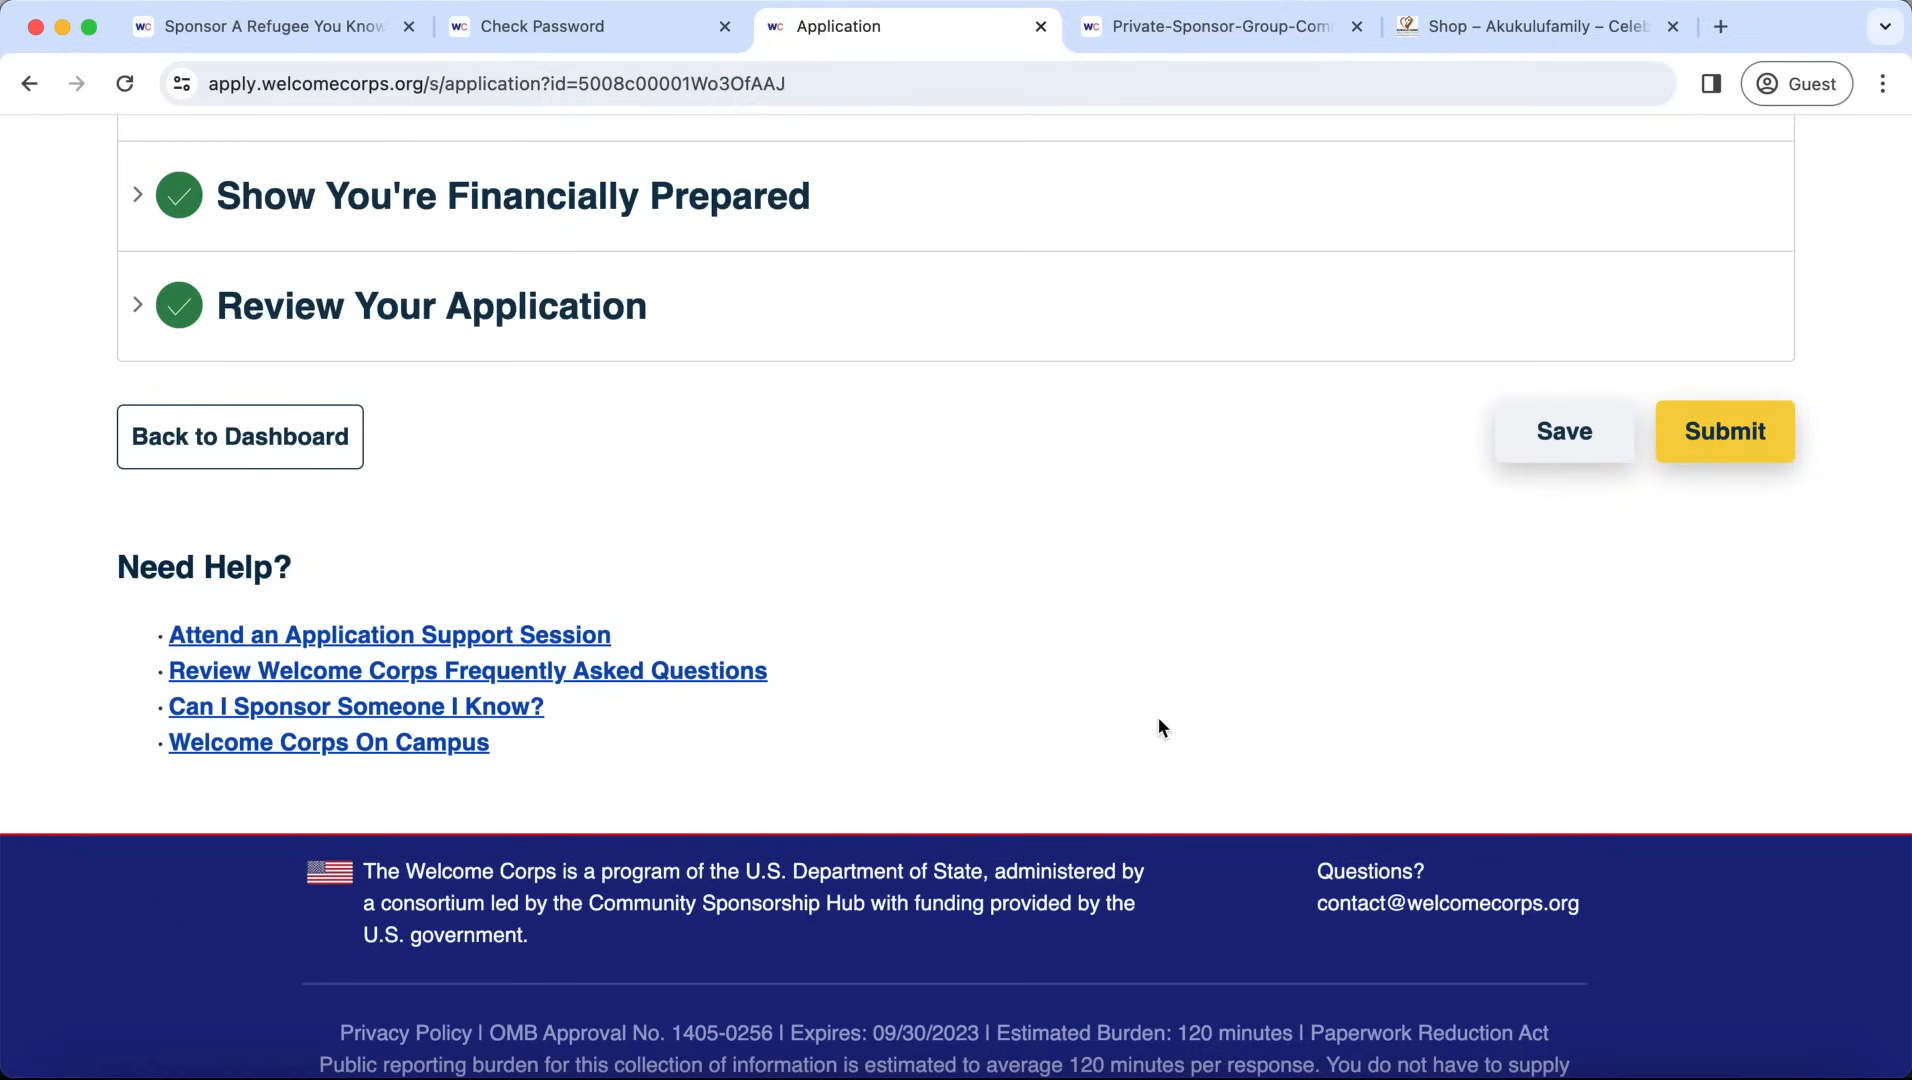 WC Sponsor A Refugee You Know
WC Check Password
WC Application
WC Private-Sponsor-Group-Com
Shop – Akukulufamily – Celeb
apply.welcomecorps.org/s/application?id=5008c00001Wo3OfAAJ
Guest
Show You're Financially Prepared
Review Your Application
Back to Dashboard
Save
Submit
Need Help?
· Attend an Application Support Session
· Review Welcome Corps Frequently Asked Questions
· Can I Sponsor Someone I Know?
· Welcome Corps On Campus
The Welcome Corps is a program of the U.S. Department of State, administered by
a consortium led by the Community Sponsorship Hub with funding provided by the
U.S. government.
Questions?
contact@welcomecorps.org
Privacy Policy | OMB Approval No. 1405-0256 | Expires: 09/30/2023 | Estimated Burden: 120 minutes | Paperwork Reduction Act
Public reporting burden for this collection of information is estimated to average 120 minutes per response. You do not have to supply